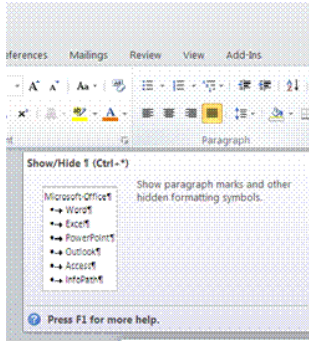 eferences Mailings Review View Add-Ins
A A Aa A
Paragraph
Show/Hide ¶ (Ctrl+*)
Show paragraph marks and other
hidden formatting symbols.
Microsoft·Office¶
Word¶
Excel¶
PowerPoint¶
Outlook¶
Access¶
InfoPath¶
Press F1 for more help.